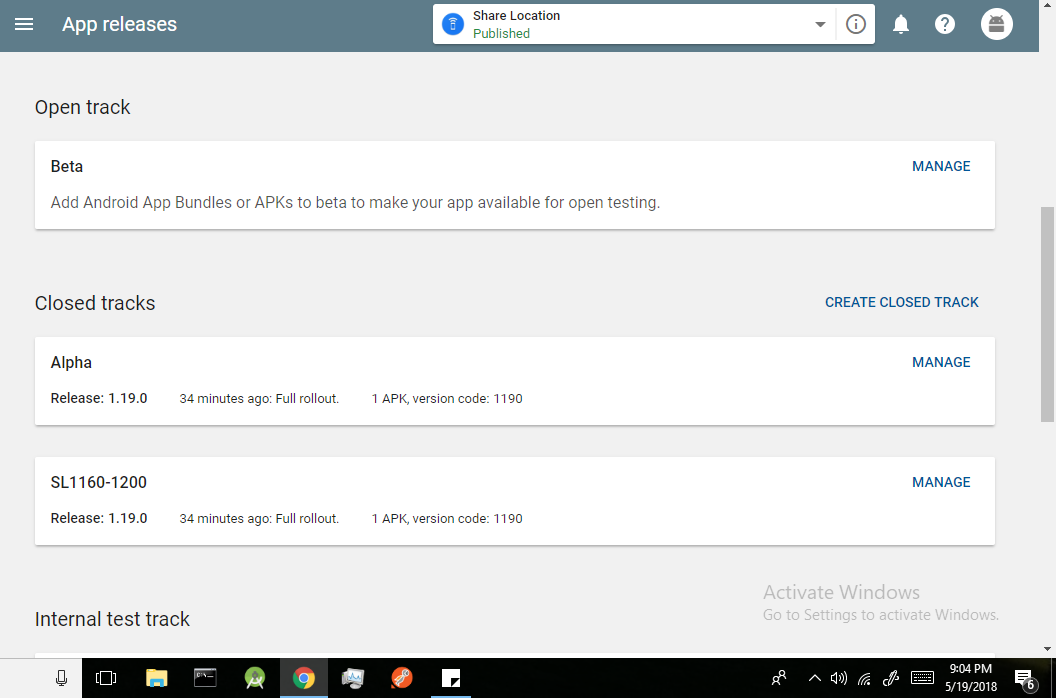 App releases
Share Location
Published
Open track
Beta
MANAGE
Add Android App Bundles or APKs to beta to make your app available for open testing.
Closed tracks
CREATE CLOSED TRACK
Alpha
MANAGE
Release: 1.19.0 34 minutes ago: Full rollout. 1 APK, version code: 1190
SL1160-1200
MANAGE
Release: 1.19.0 34 minutes ago: Full rollout. 1 APK, version code: 1190
Activate Windows
Go to Settings to activate Windows.
Internal test track
9:04 PM
5/19/2018
6